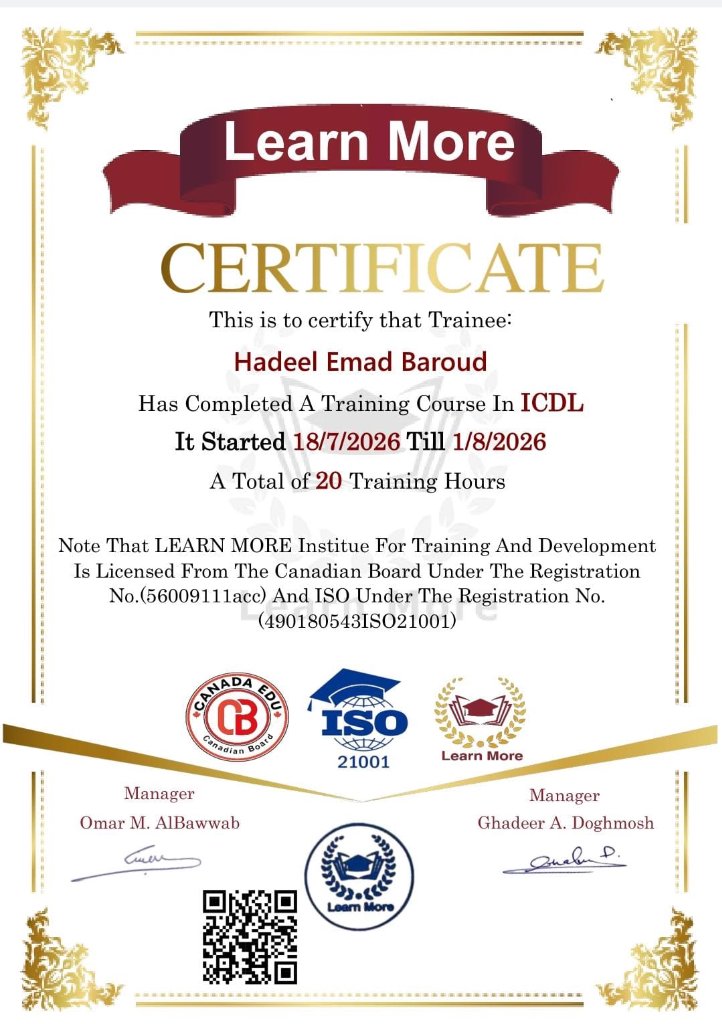 Learn More
CERTIFICATE
This is to certify that Trainee:
Hadeel Emad Baroud
Has Completed A Training Course In ICDL
It Started 18/7/2026 Till 1/8/2026
A Total of 20 Training Hours
Note That LEARN MORE Institue For Training And Development
Is Licensed From The Canadian Board Under The Registration
No.(56009111acc) And ISO Under The Registration No.
(490180543ISO21001)
Learn More
CANADA EDU
CB
Canadian Board
ISO
21001
Learn More
Manager
Omar M. AlBawwab
Manager
Ghadeer A. Doghmosh
Learn More